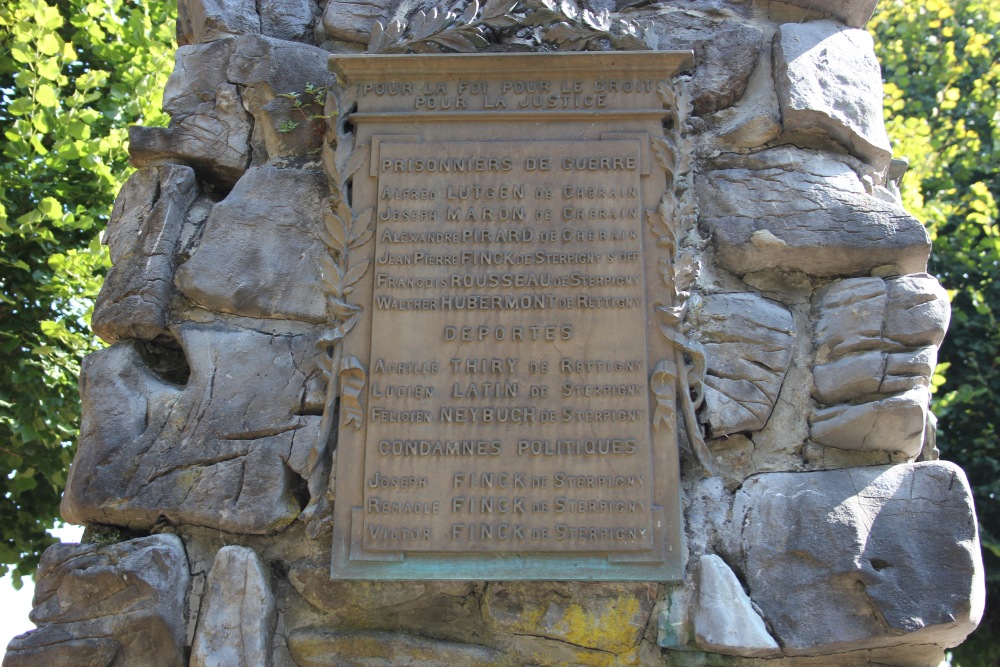 POUR LA FOI POUR LE DROIT
POUR LA JUSTICE
PRISONNIERS DE GUERRE
ALFRED LUTGEN DE CHERAIN
JOSEPH MARON DE CHERAIN
ALEXANDRE PIRARD DE CHERAIN
JEAN PIERRE FINCK DE STERPIGNY S OFF
FRANCOIS ROUSSEAU DE STERPIGNY
WALTHER HUBERMONT DE RETTIGNY
DEPORTES
ACHILLE THIRY DE RETTIGNY
LUCIEN LATIN DE STERPIGNY
FELICIEN NEYBUCH DE STERPIGNY
CONDAMNES POLITIQUES
JOSEPH FINCK DE STERPIGNY
REMACLE FINCK DE STERPIGNY
VICTOR FINCK DE STERPIGNY